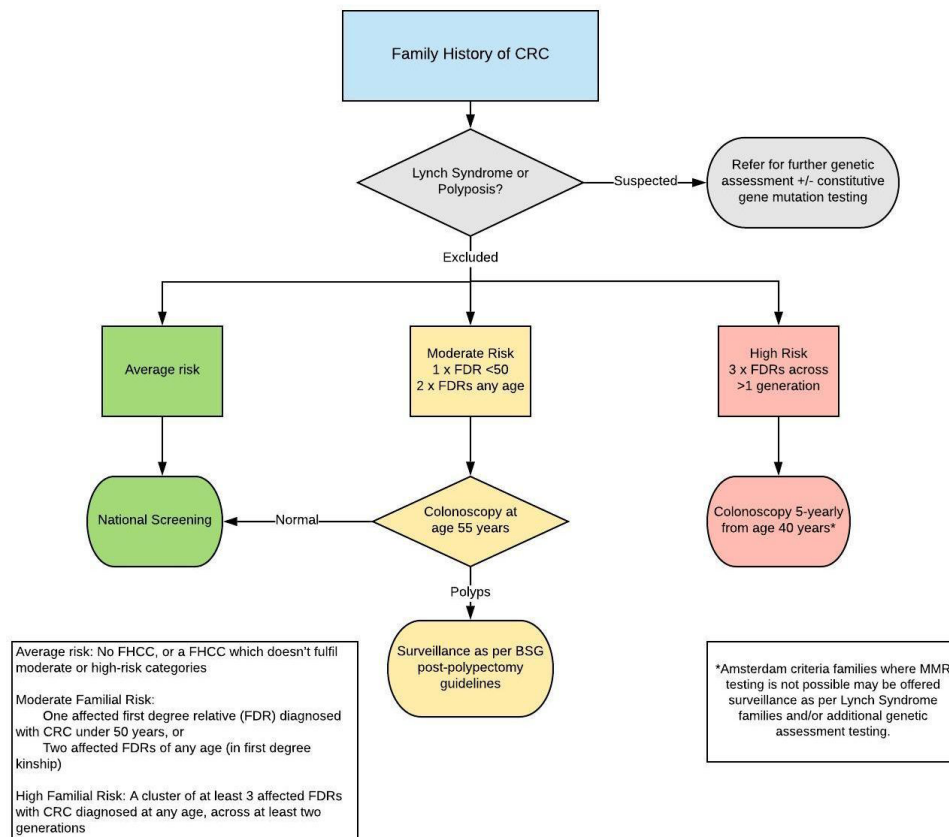 Family History of CRC
Lynch Syndrome or
Polyposis?
Suspected
Refer for further genetic
assessment +/- constitutive
gene mutation testing
Excluded
Average risk
Moderate Risk
1 x FDR <50
2 x FDRs any age
High Risk
3 x FDRs across
>1 generation
National Screening
Normal
Colonoscopy at
age 55 years
Colonoscopy 5-yearly
from age 40 years*
Polyps
Surveillance as per BSG
post-polypectomy
guidelines
Average risk: No FHCC, or a FHCC which doesn't fulfil
moderate or high-risk categories
Moderate Familial Risk:
One affected first degree relative (FDR) diagnosed
with CRC under 50 years, or
Two affected FDRs of any age (in first degree
kinship)
High Familial Risk: A cluster of at least 3 affected FDRs
with CRC diagnosed at any age, across at least two
generations
*Amsterdam criteria families where MMR
testing is not possible may be offered
surveillance as per Lynch Syndrome
families and/or additional genetic
assessment testing.